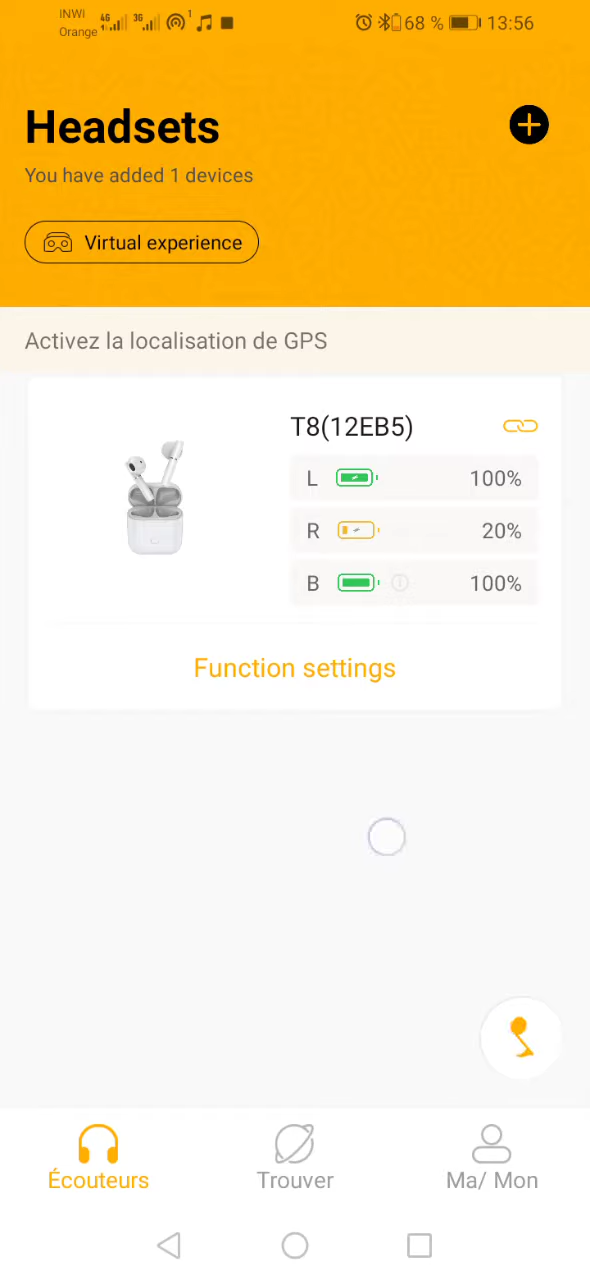 INWI 4G 3G 1 68 % 13:56
Orange
Headsets
You have added 1 devices
Virtual experience
Activez la localisation de GPS
T8(12EB5)
L 100%
R 20%
B 100%
Function settings
Écouteurs Trouver Ma/ Mon